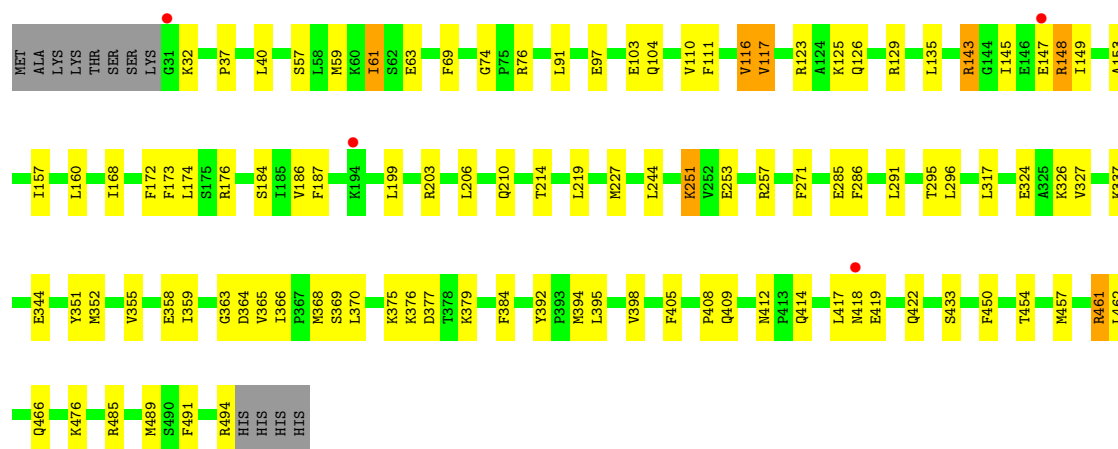 MET ALA LYS LYS THR SER SER LYS G31 K32 P37 L40 S57 L58 M59 K60 I61 S62 E63 F69 G74 P75 R76 L91 E97 E103 Q104 V110 F111 V116 V117 R123 A124 K125 Q126 R129 L135 R143 G144 I145 E146 E147 R148 I149 A153
I157 L160 I168 F172 F173 L174 S175 R176 S184 I185 V186 F187 K194 L199 R203 L206 Q210 T214 L219 M227 L244 K251 V252 E253 R257 F271 E285 F286 L291 T295 L296 L317 E324 A325 K326 V327 K337
E344 Y351 M352 V355 E358 I359 G363 D364 V365 I366 P367 M368 S369 L370 K375 K376 D377 T378 K379 F384 Y392 P393 M394 L395 V398 F405 P408 Q409 N412 P413 Q414 L417 N418 E419 Q422 S433 F450 T454 M457 R461 L462
Q466 K476 R485 M489 S490 F491 R494 HIS HIS HIS HIS